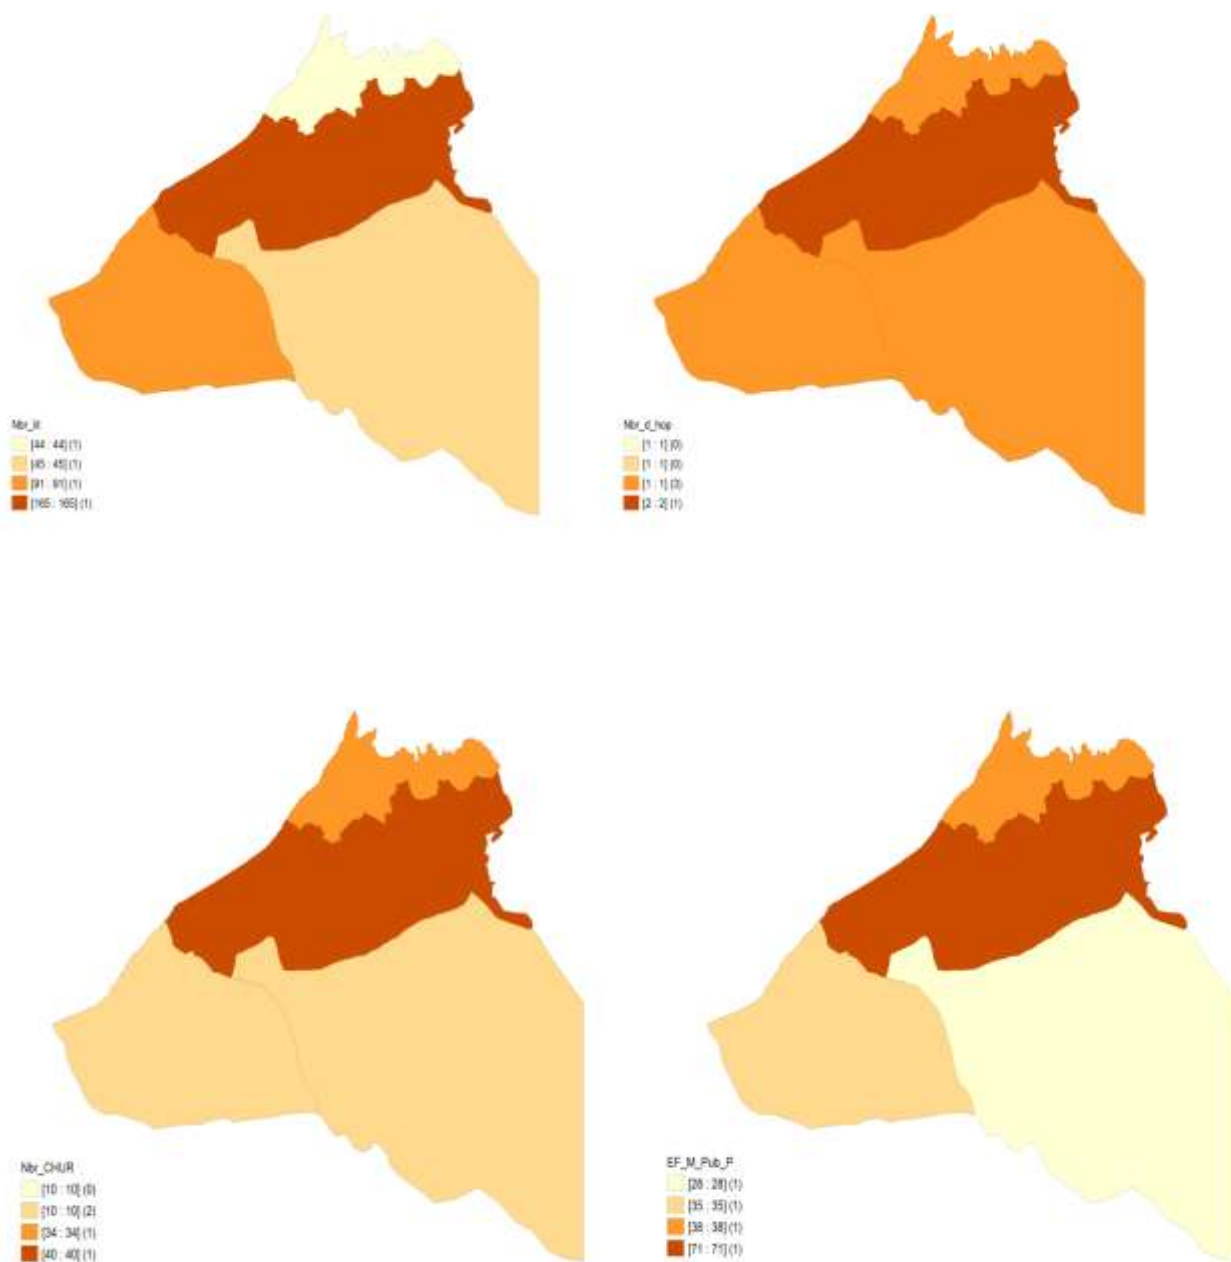 Nbr_lit
[44 : 44] (1)
[45 : 45] (1)
[91 : 91] (1)
[165 : 165] (1)
Nbr_d_hop
[1 : 1] (0)
[1 : 1] (0)
[1 : 1] (3)
[2 : 2] (1)
Nbr_CHUR
[10 : 10] (0)
[10 : 10] (2)
[34 : 34] (1)
[40 : 40] (1)
EF_M_Pub_P
[28 : 28] (1)
[35 : 35] (1)
[38 : 38] (1)
[71 : 71] (1)